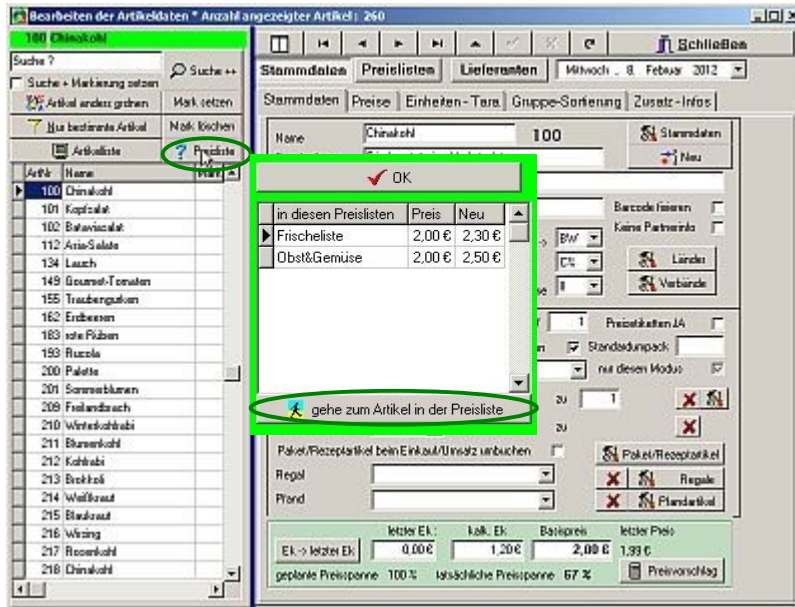 Bearbeiten der Artikeldaten * Anzahl angezeigter Artikel: 260
100 Chinakohl
Suche ?
Suche ++
Suche + Markierung setzen
Artikel anders ordnen
Mark. setzen
Nur bestimmte Artikel
Mark. löschen
Artikelliste
? Preisliste
ArtNr Name Mark.
100 Chinakohl
101 Kopfsalat
102 Bataviasalat
112 Asia-Salate
134 Lauch
149 Gourmet-Tomaten
155 Traubengurken
162 Erdbeeren
183 rote Rüben
193 Rucola
200 Palette
201 Sommerblumen
209 Freilandbrach
210 Winterkohlrabi
211 Blumenkohl
212 Kohlrabi
213 Brokkoli
214 Weißkraut
215 Blaukraut
216 Wirsing
217 Rosenkohl
218 Chinakohl
Schließen
Stammdaten Preislisten Lieferanten Mittwoch , 8. Februar 2012
Stammdaten Preise Einheiten - Tara Gruppe-Sortierung Zusatz-Infos
Name Chinakohl 100 Stammdaten
Neu
OK
in diesen Preislisten Preis Neu
Frischeliste 2,00 € 2,30 €
Obst&Gemüse 2,00 € 2,50 €
gehe zum Artikel in der Preisliste
Barcode fixieren
-> BW Keine Partnerinfo
C% Länder
II Verbände
1 Preisetiketten JA
Standardunpack
nur diesen Modus
zu 1
zu
Paket/Rezeptartikel beim Einkauf/Umsatz umbuchen
Paket/Rezeptartikel
Regal Regale
Pfand Pfandartikel
letzter Ek: kalk. Ek Basispreis letzter Preis
Ek -> letzter Ek 0,00 € 1,20 € 2,00 € 1,99 €
geplante Preisspanne 100 % tatsächliche Preisspanne 67 % Preisvorschlag